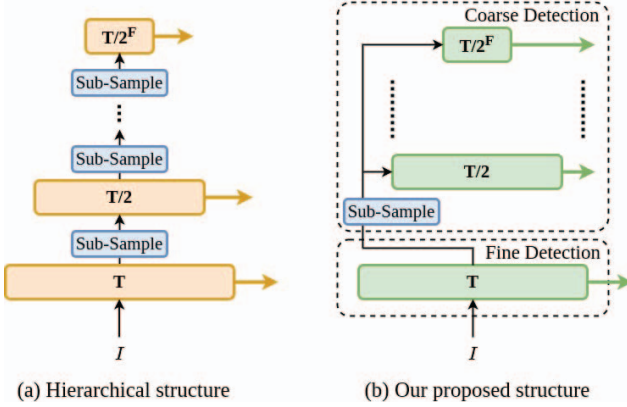 T/2^F
Sub-Sample
Sub-Sample
T/2
Sub-Sample
T
I
(a) Hierarchical structure
Coarse Detection
T/2^F
T/2
Sub-Sample
Fine Detection
T
I
(b) Our proposed structure